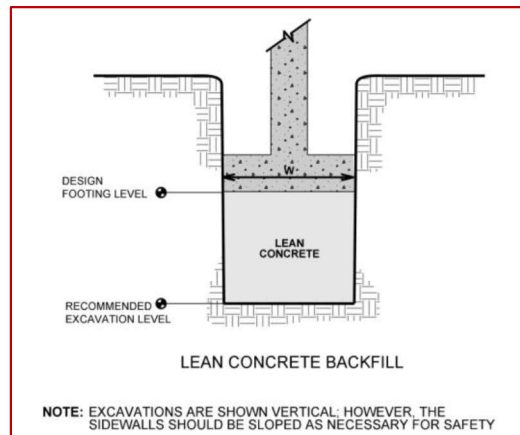 DESIGN
FOOTING LEVEL
W
LEAN
CONCRETE
RECOMMENDED
EXCAVATION LEVEL
LEAN CONCRETE BACKFILL
NOTE: EXCAVATIONS ARE SHOWN VERTICAL; HOWEVER, THE
SIDEWALLS SHOULD BE SLOPED AS NECESSARY FOR SAFETY